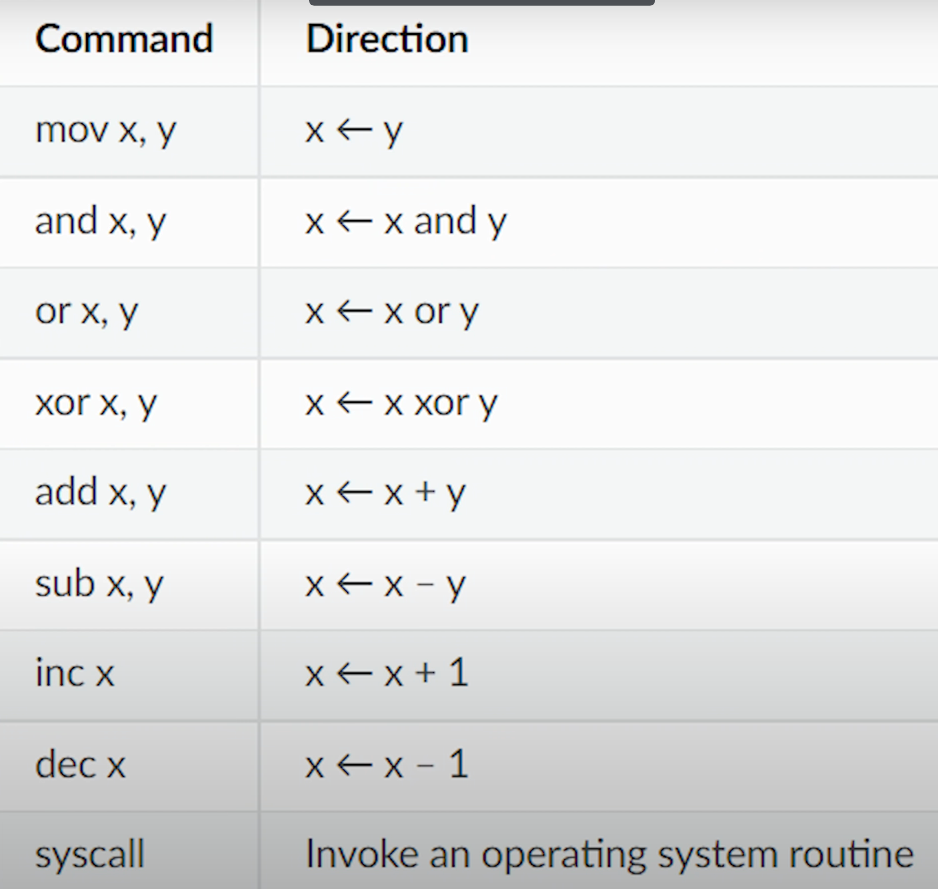 Command Direction
mov x, y x ← y
and x, y x ← x and y
or x, y x ← x or y
xor x, y x ← x xor y
add x, y x ← x + y
sub x, y x ← x – y
inc x x ← x + 1
dec x x ← x – 1
syscall Invoke an operating system routine